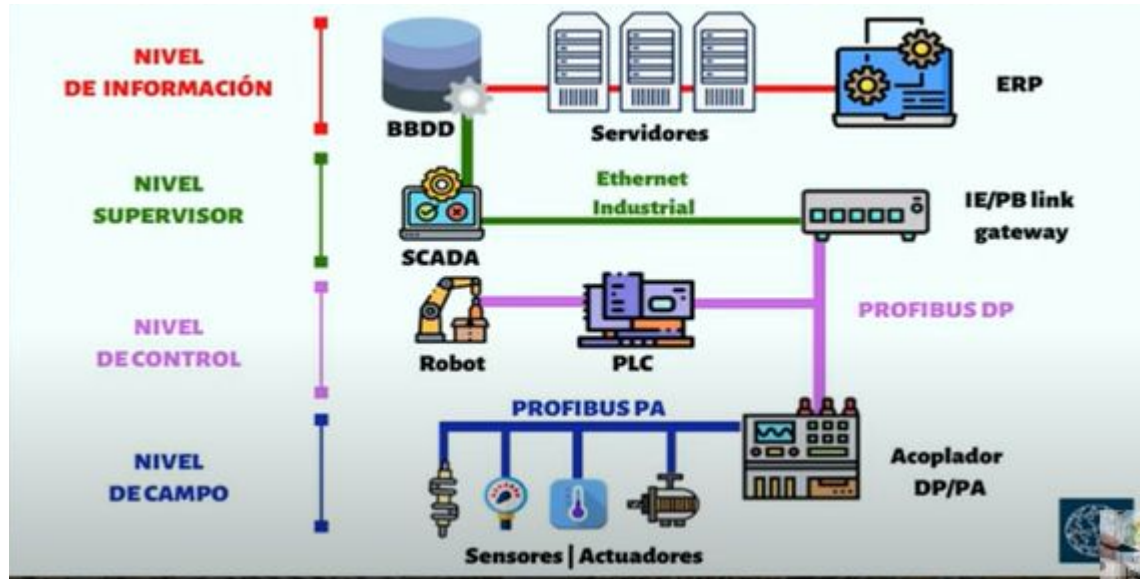 NIVEL
DE INFORMACIÓN
BBDD
Servidores
ERP
NIVEL
SUPERVISOR
SCADA
Ethernet
Industrial
IE/PB link
gateway
NIVEL
DE CONTROL
Robot
PLC
PROFIBUS DP
NIVEL
DE CAMPO
PROFIBUS PA
Sensores | Actuadores
Acoplador
DP/PA